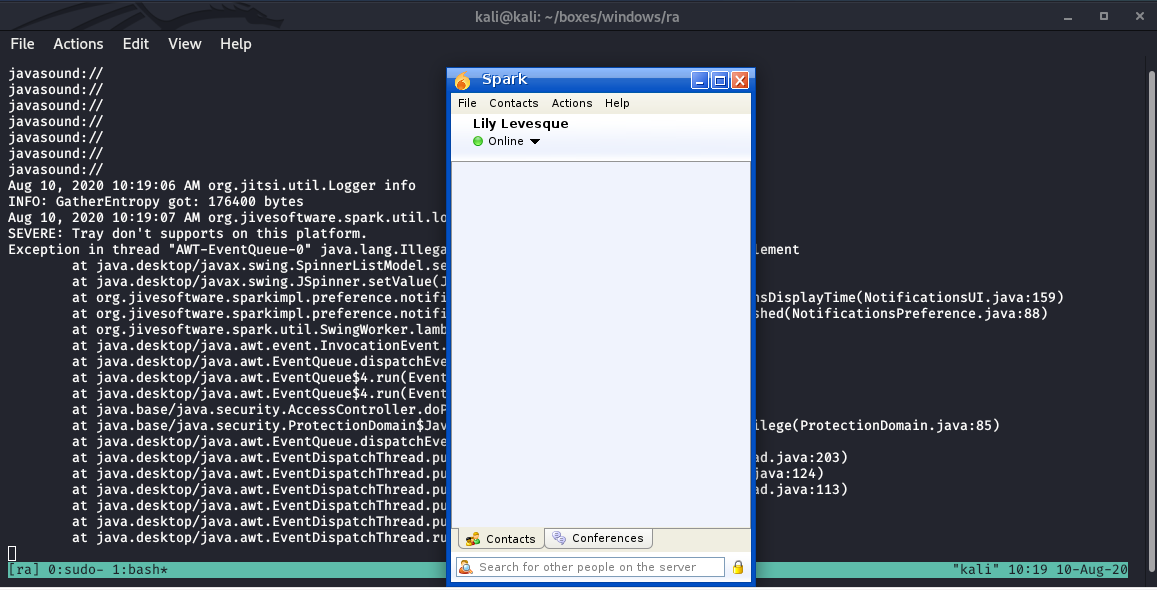 kali@kali: ~/boxes/windows/ra
File Actions Edit View Help
javasound://
javasound://
javasound://
javasound://
javasound://
javasound://
javasound://
Aug 10, 2020 10:19:06 AM org.jitsi.util.Logger info
INFO: GatherEntropy got: 176400 bytes
Aug 10, 2020 10:19:07 AM org.jivesoftware.spark.util.lo
SEVERE: Tray don't supports on this platform.
Exception in thread "AWT-EventQueue-0" java.lang.Illega lement
at java.desktop/javax.swing.SpinnerListModel.se
at java.desktop/javax.swing.JSpinner.setValue(J
at org.jivesoftware.sparkimpl.preference.notifi nsDisplayTime(NotificationsUI.java:159)
at org.jivesoftware.sparkimpl.preference.notifi shed(NotificationsPreference.java:88)
at org.jivesoftware.spark.util.SwingWorker.lamb
at java.desktop/java.awt.event.InvocationEvent.
at java.desktop/java.awt.EventQueue.dispatchEve
at java.desktop/java.awt.EventQueue$4.run(Event
at java.desktop/java.awt.EventQueue$4.run(Event
at java.base/java.security.AccessController.doP
at java.base/java.security.ProtectionDomain$Jav ilege(ProtectionDomain.java:85)
at java.desktop/java.awt.EventQueue.dispatchEve
at java.desktop/java.awt.EventDispatchThread.pu ad.java:203)
at java.desktop/java.awt.EventDispatchThread.pu java:124)
at java.desktop/java.awt.EventDispatchThread.pu ad.java:113)
at java.desktop/java.awt.EventDispatchThread.pu
at java.desktop/java.awt.EventDispatchThread.pu
at java.desktop/java.awt.EventDispatchThread.ru
[ra] 0:sudo- 1:bash* "kali" 10:19 10-Aug-20
Spark
File Contacts Actions Help
Lily Levesque
Online
Contacts Conferences
Search for other people on the server